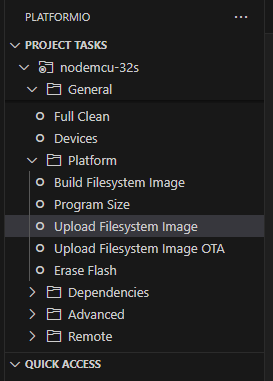 PLATFORMIO
PROJECT TASKS
nodemcu-32s
General
Full Clean
Devices
Platform
Build Filesystem Image
Program Size
Upload Filesystem Image
Upload Filesystem Image OTA
Erase Flash
Dependencies
Advanced
Remote
QUICK ACCESS